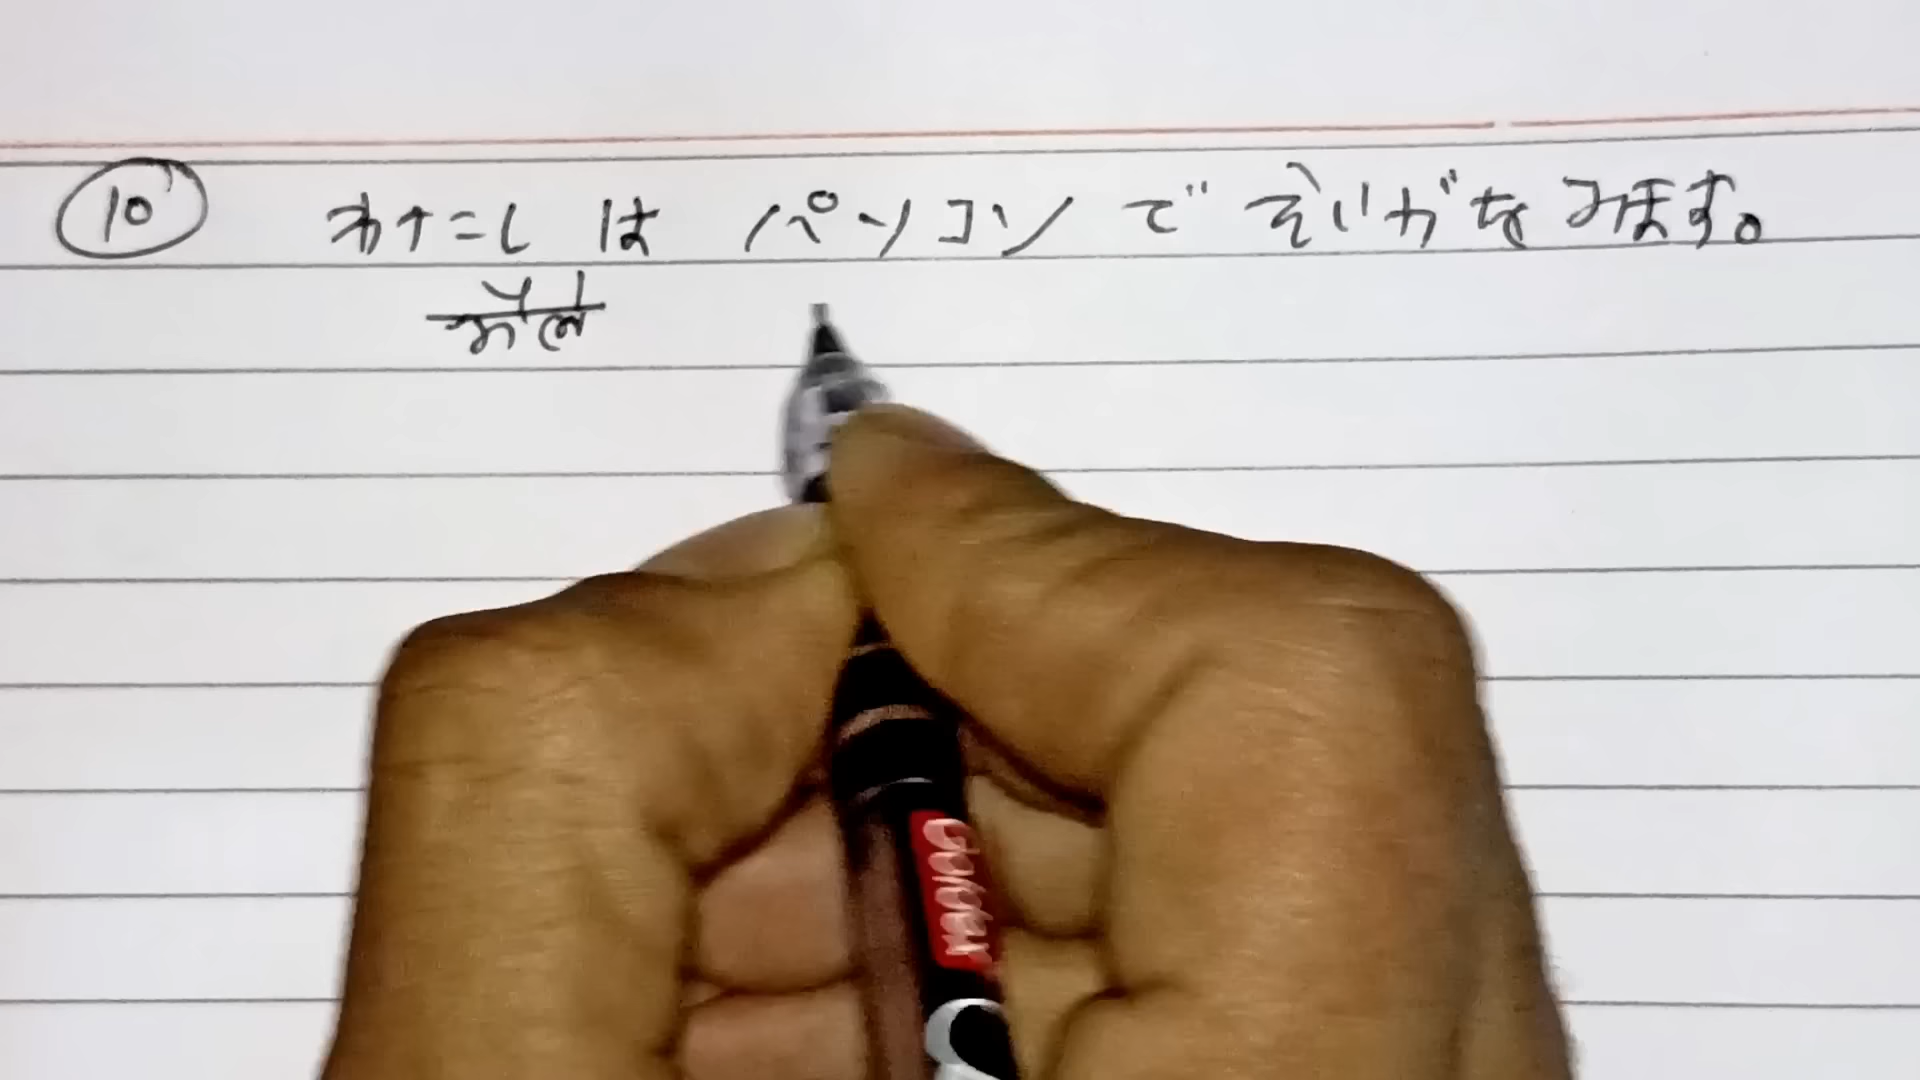 10 わたし は パソコン で えいがを みます。
मैले